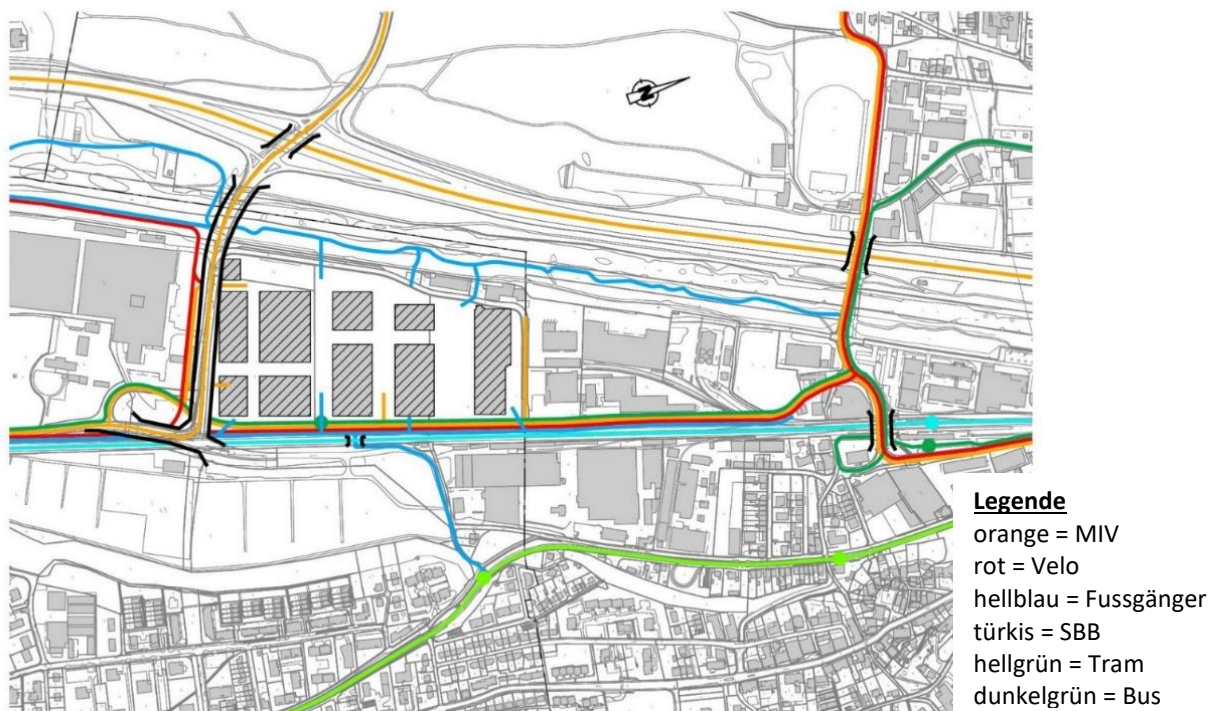 N
Legende
orange = MIV
rot = Velo
hellblau = Fussgänger
türkis = SBB
hellgrün = Tram
dunkelgrün = Bus